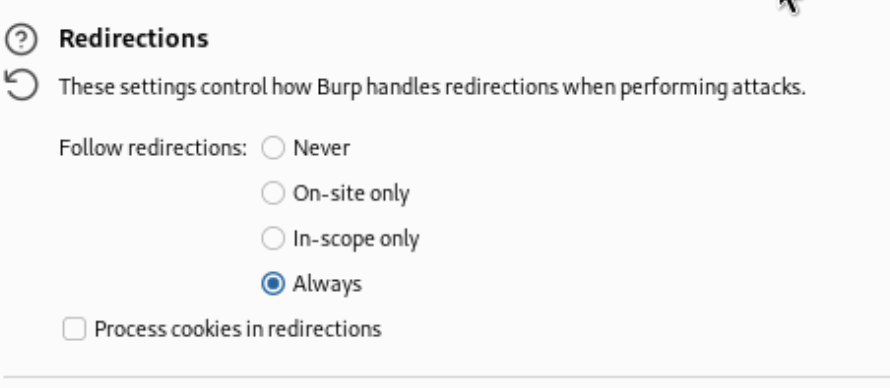 Redirections
These settings control how Burp handles redirections when performing attacks.
Follow redirections: Never
On-site only
In-scope only
Always
Process cookies in redirections